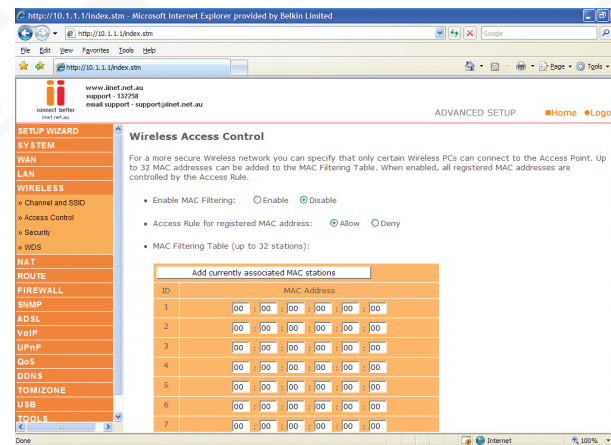 http://10.1.1.1/index.stm - Microsoft Internet Explorer provided by Belkin Limited
http://10.1.1.1/index.stm
Google
File Edit View Favorites Tools Help
http://10.1.1.1/index.stm
Page Tools
connect better
iinet.net.au
www.iinet.net.au
support - 132258
email support - support@iinet.net.au
ADVANCED SETUP Home Logo
SETUP WIZARD
SYSTEM
WAN
LAN
WIRELESS
» Channel and SSID
» Access Control
» Security
» WDS
NAT
ROUTE
FIREWALL
SNMP
ADSL
VoIP
UPnP
QoS
DDNS
TOMIZONE
USB
TOOLS
Wireless Access Control
For a more secure Wireless network you can specify that only certain Wireless PCs can connect to the Access Point. Up
to 32 MAC addresses can be added to the MAC Filtering Table. When enabled, all registered MAC addresses are
controlled by the Access Rule.
• Enable MAC Filtering: Enable Disable
• Access Rule for registered MAC address: Allow Deny
• MAC Filtering Table (up to 32 stations):
Add currently associated MAC stations
ID MAC Address
1 00 : 00 : 00 : 00 : 00 : 00
2 00 : 00 : 00 : 00 : 00 : 00
3 00 : 00 : 00 : 00 : 00 : 00
4 00 : 00 : 00 : 00 : 00 : 00
5 00 : 00 : 00 : 00 : 00 : 00
6 00 : 00 : 00 : 00 : 00 : 00
7 00 : 00 : 00 : 00 : 00 : 00
Done Internet 100%